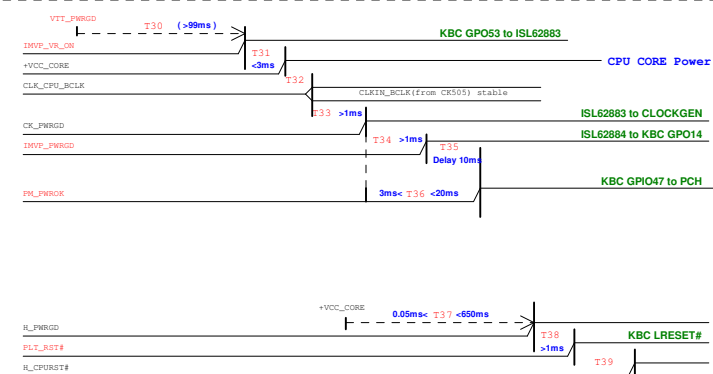 VTT_PWRGD
T30 (>99ms)
KBC GPO53 to ISL62883
IMVP_VR_ON
T31
+VCC_CORE
<3ms
CPU CORE Power
T32
CLK_CPU_BCLK
CLKIN_BCLK(from CK505) stable
T33 >1ms
ISL62883 to CLOCKGEN
CK_PWRGD
T34 >1ms
ISL62884 to KBC GPO14
IMVP_PWRGD
T35
Delay 10ms
KBC GPIO47 to PCH
PM_PWROK
3ms< T36 <20ms
+VCC_CORE
0.05ms< T37 <650ms
H_PWRGD
T38
KBC LRESET#
PLT_RST#
>1ms
T39
H_CPURST#